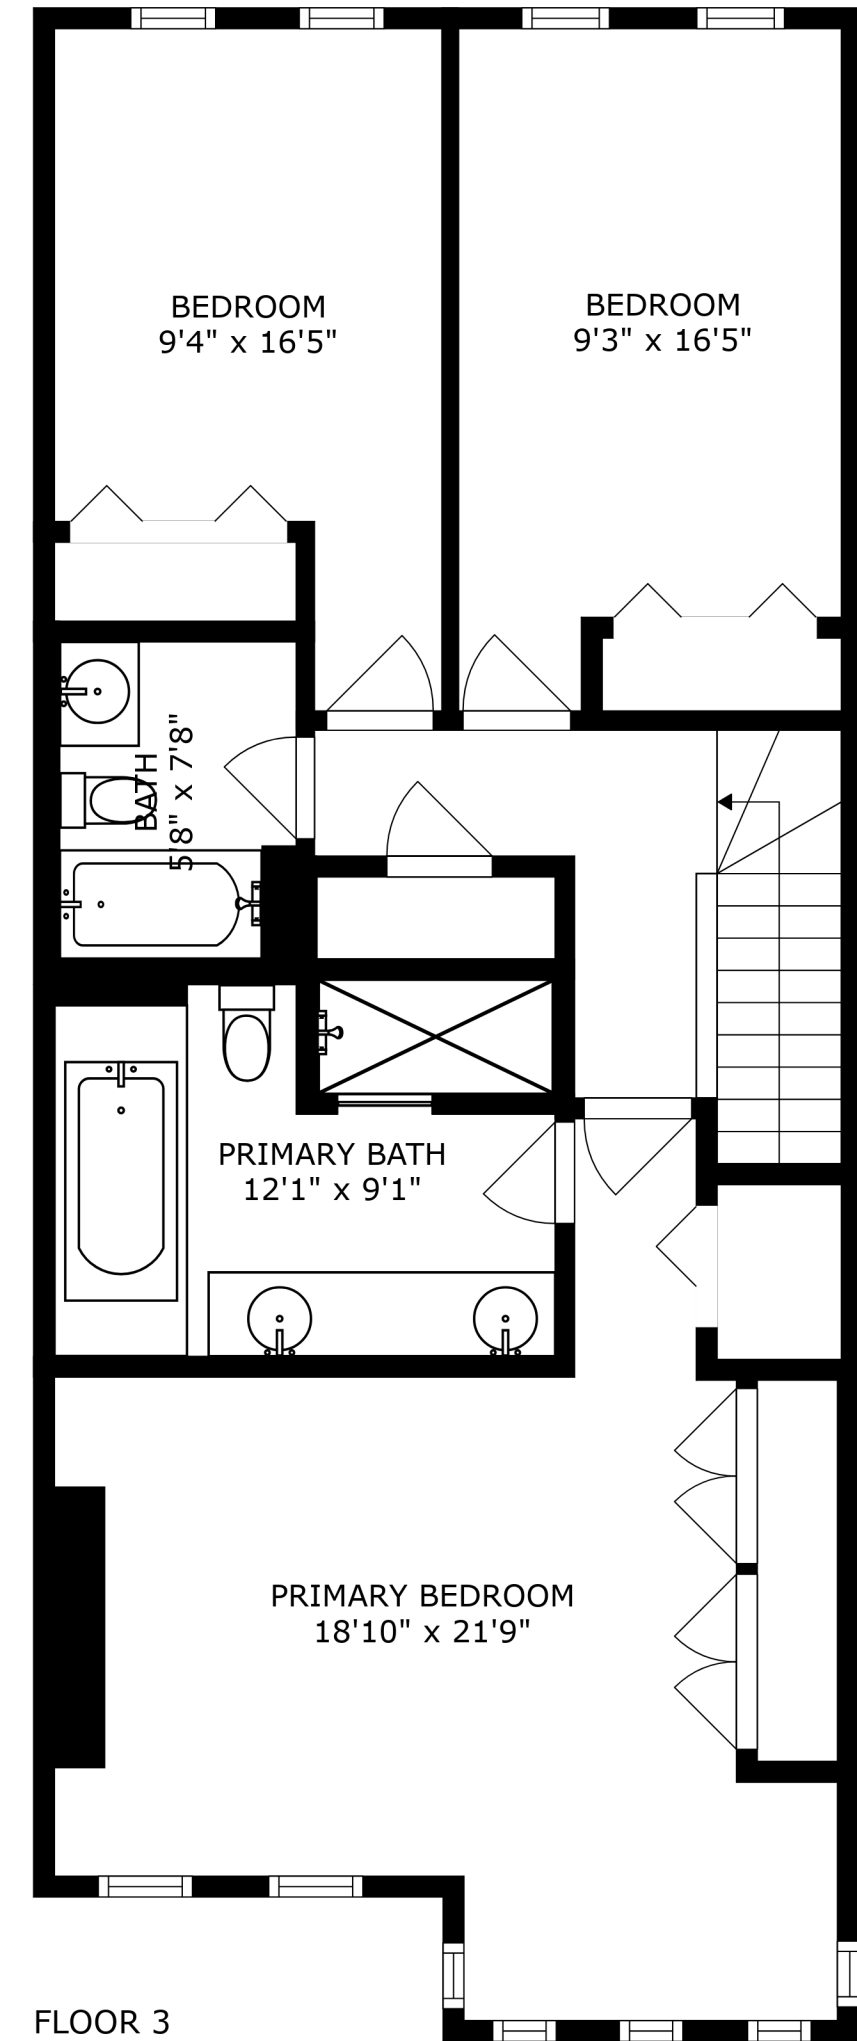 BEDROOM
9'4" x 16'5"
BEDROOM
9'3" x 16'5"
BATH
5'8" x 7'8"
PRIMARY BATH
12'1" x 9'1"
PRIMARY BEDROOM
18'10" x 21'9"
FLOOR 3